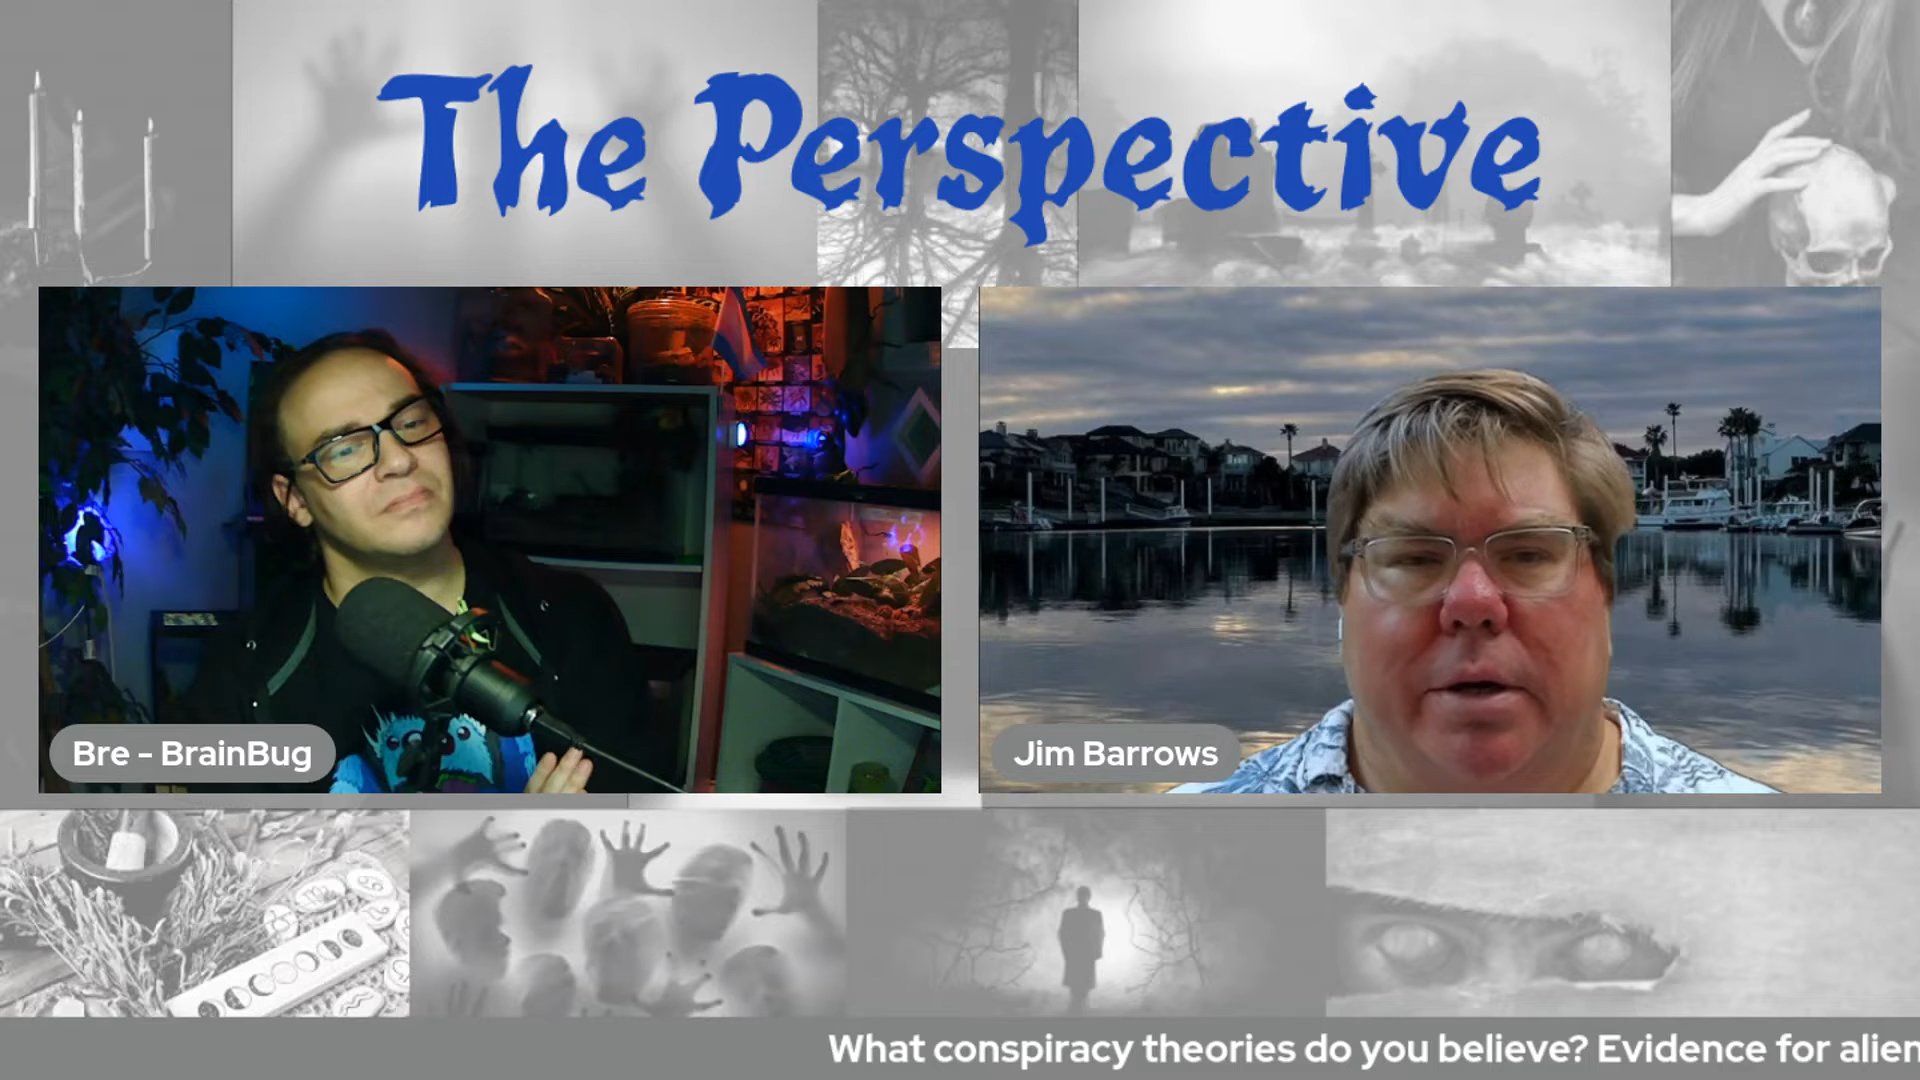 The Perspective
Bre - BrainBug
Jim Barrows
What conspiracy theories do you believe? Evidence for alien